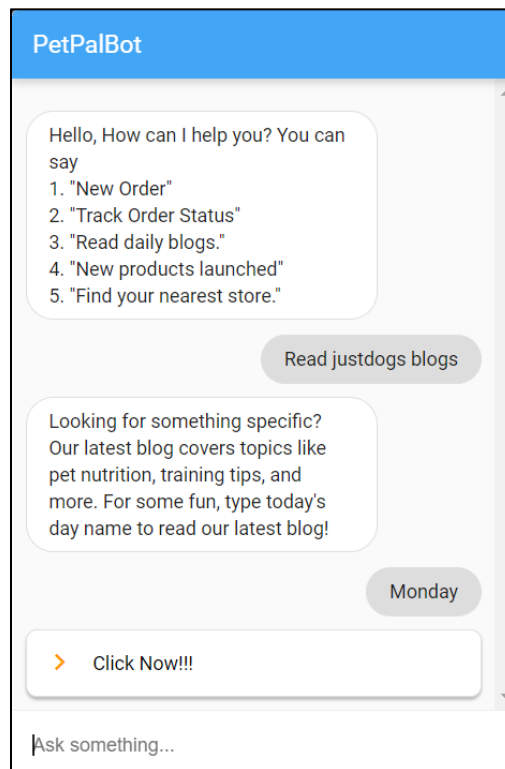 PetPalBot
Hello, How can I help you? You can
say
1. "New Order"
2. "Track Order Status"
3. "Read daily blogs."
4. "New products launched"
5. "Find your nearest store."
Read justdogs blogs
Looking for something specific?
Our latest blog covers topics like
pet nutrition, training tips, and
more. For some fun, type today's
day name to read our latest blog!
Monday
Click Now!!!
Ask something...